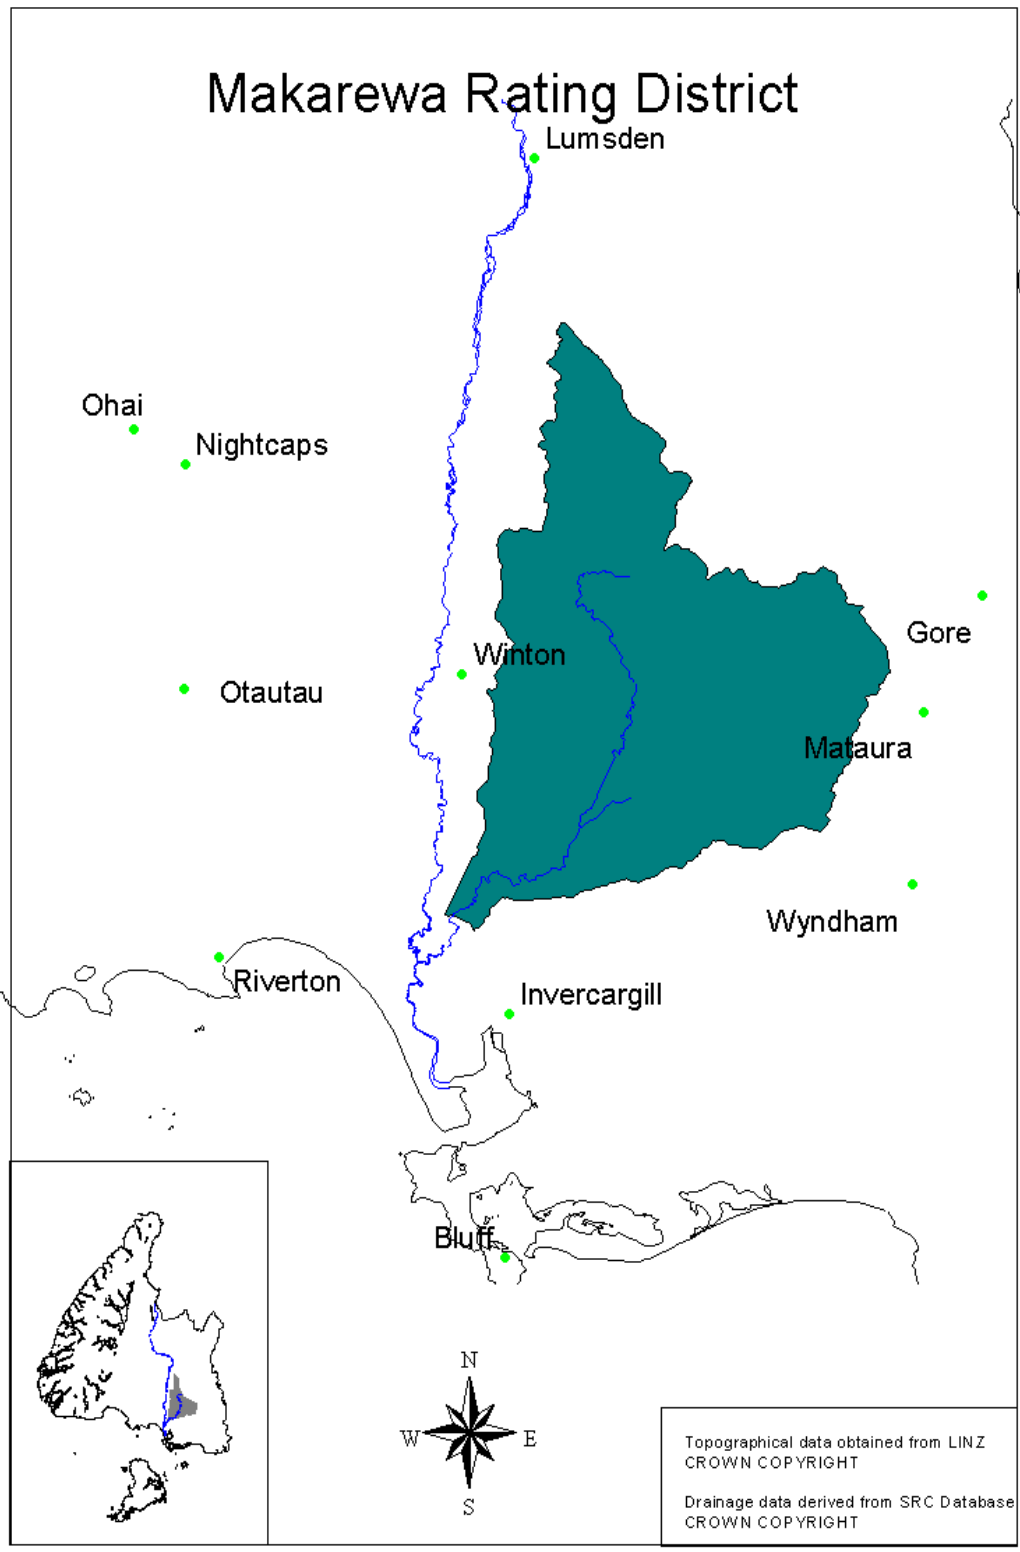 Makarewa Rating District
Lumsden
Ohai
Nightcaps
Gore
Winton
Otautau
Mataura
Wyndham
Riverton
Invercargill
Bluff
N
W E
S
Topographical data obtained from LINZ
CROWN COPYRIGHT
Drainage data derived from SRC Database
CROWN COPYRIGHT